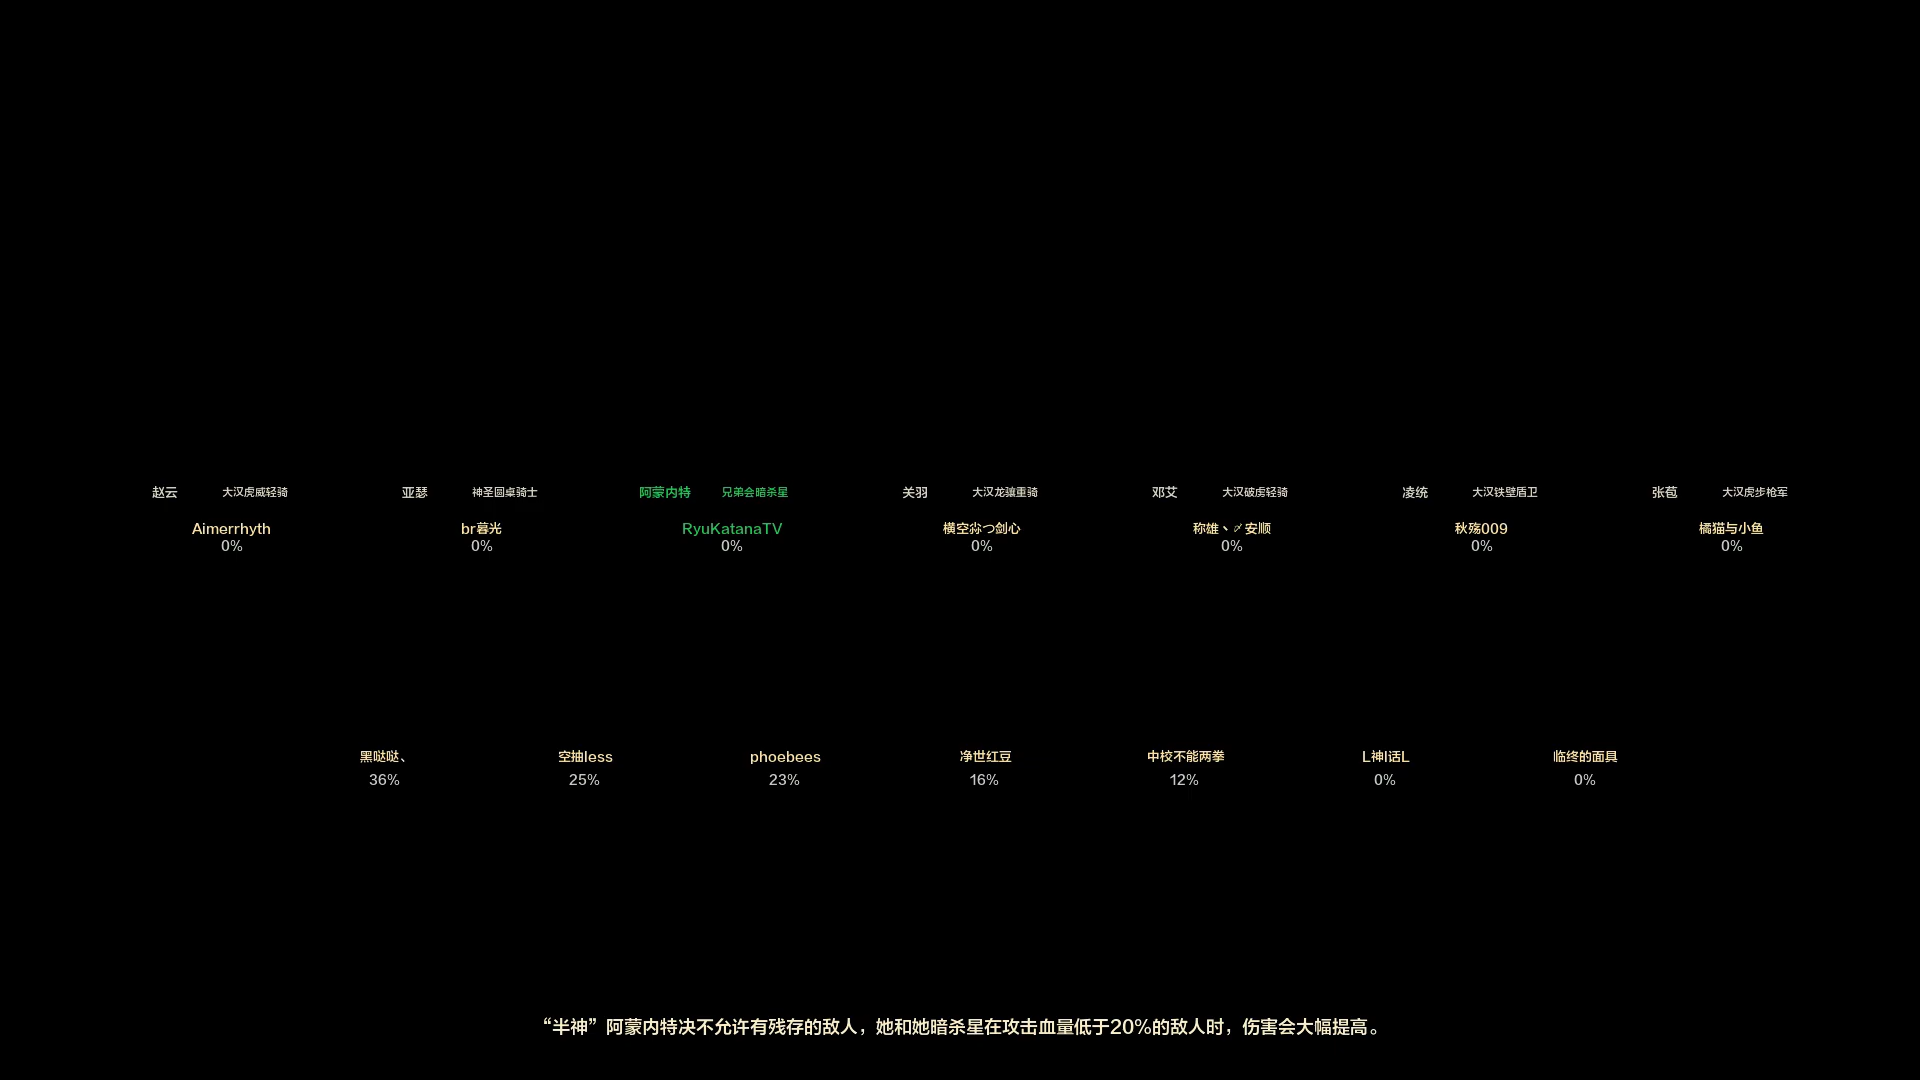 赵云 大汉虎威轻骑 亚瑟 神圣圆桌骑士 阿蒙内特 兄弟会暗杀星 关羽 大汉龙骧重骑 邓艾 大汉破虏轻骑 凌统 大汉铁壁盾卫 张苞 大汉虎步枪军
Aimerrhyth br暮光 RyuKatanaTV 横空尛つ剑心 称雄丶〆安顺 秋殇009 橘猫与小鱼
0% 0% 0% 0% 0% 0% 0%
黑哒哒、 空抽less phoebees 净世红豆 中校不能两拳 L神l话L 临终的面具
36% 25% 23% 16% 12% 0% 0%
“半神”阿蒙内特决不允许有残存的敌人，她和她暗杀星在攻击血量低于20%的敌人时，伤害会大幅提高。